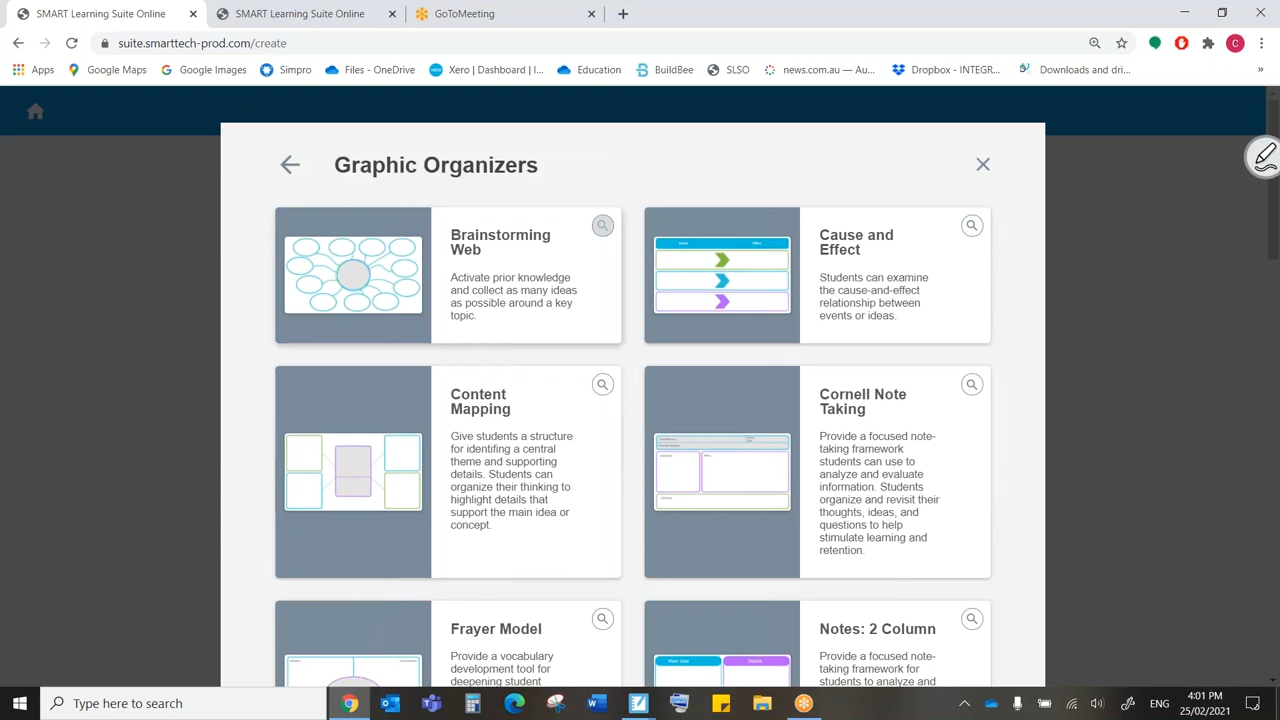 SMART Learning Suite Online
SMART Learning Suite Online
GoToMeeting
suite.smarttech-prod.com/create
C
Apps
Google Maps
Google Images
Simpro
Files - OneDrive
Xero | Dashboard | I...
Education
BuildBee
SLSO
news.com.au — Au...
Dropbox - INTEGR...
Downloads and dri...
»
Graphic Organizers
Brainstorming
Web
Activate prior knowledge
and collect as many ideas
as possible around a key
topic.
Cause and
Effect
Students can examine
the cause-and-effect
relationship between
events or ideas.
Content
Mapping
Give students a structure
for identifing a central
theme and supporting
details. Students can
organize their thinking to
highlight details that
support the main idea or
concept.
Cornell Note
Taking
Provide a focused note-
taking framework
students can use to
analyze and evaluate
information. Students
organize and revisit their
thoughts, ideas, and
questions to help
stimulate learning and
retention.
Frayer Model
Provide a vocabulary
development tool for
deepening student
Main Idea
Details
Notes: 2 Column
Provide a focused note-
taking framework for
students to analyze and
Type here to search
ENG
4:01 PM
25/02/2021